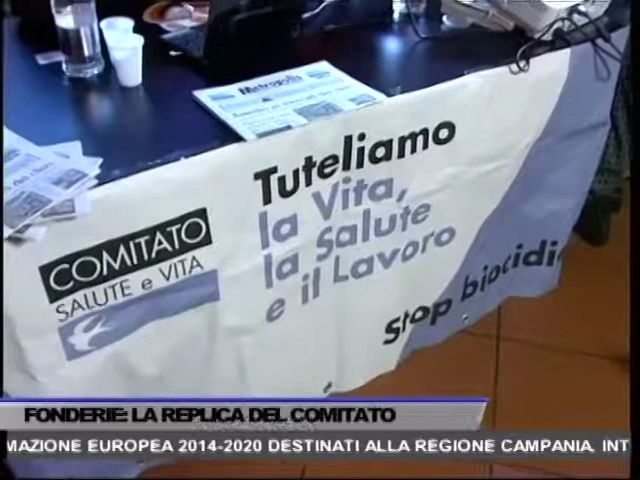 Metropolis
Tuteliamo
la Vita,
la Salute
e il Lavoro
COMITATO
SALUTE e VITA
Stop biocidi
FONDERIE: LA REPLICA DEL COMITATO
MAZIONE EUROPEA 2014-2020 DESTINATI ALLA REGIONE CAMPANIA. INT